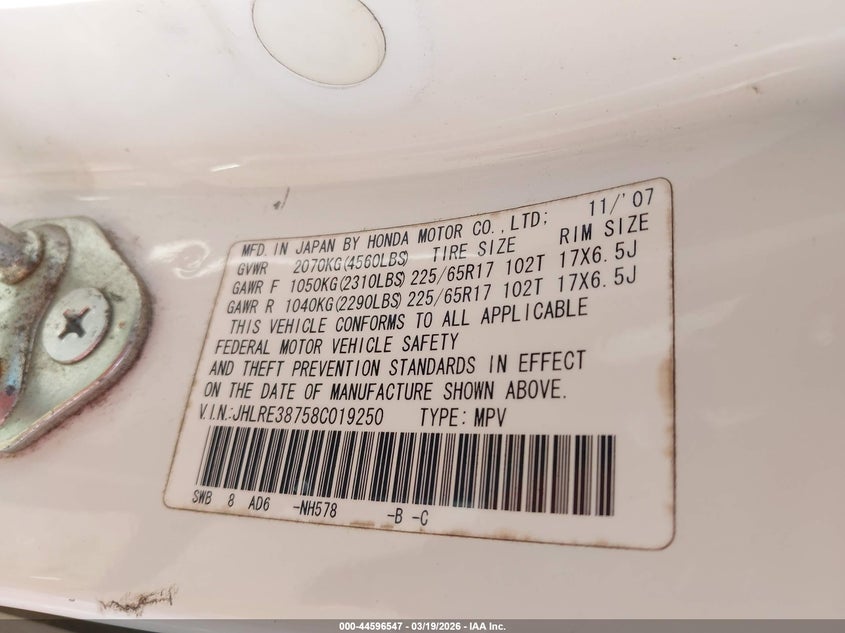 MFD. IN JAPAN BY HONDA MOTOR CO.,LTD; 11/'07
GVWR 2070KG(4560LBS) TIRE SIZE RIM SIZE
GAWR F 1050KG(2310LBS) 225/65R17 102T 17X6.5J
GAWR R 1040KG(2290LBS) 225/65R17 102T 17X6.5J
THIS VEHICLE CONFORMS TO ALL APPLICABLE
FEDERAL MOTOR VEHICLE SAFETY
AND THEFT PREVENTION STANDARDS IN EFFECT
ON THE DATE OF MANUFACTURE SHOWN ABOVE.
V.I.N.:JHLRE38758C019250 TYPE: MPV
SWB 8 AD6 -NH578 -B -C
000-44596547 - 03/19/2026 - IAA Inc.